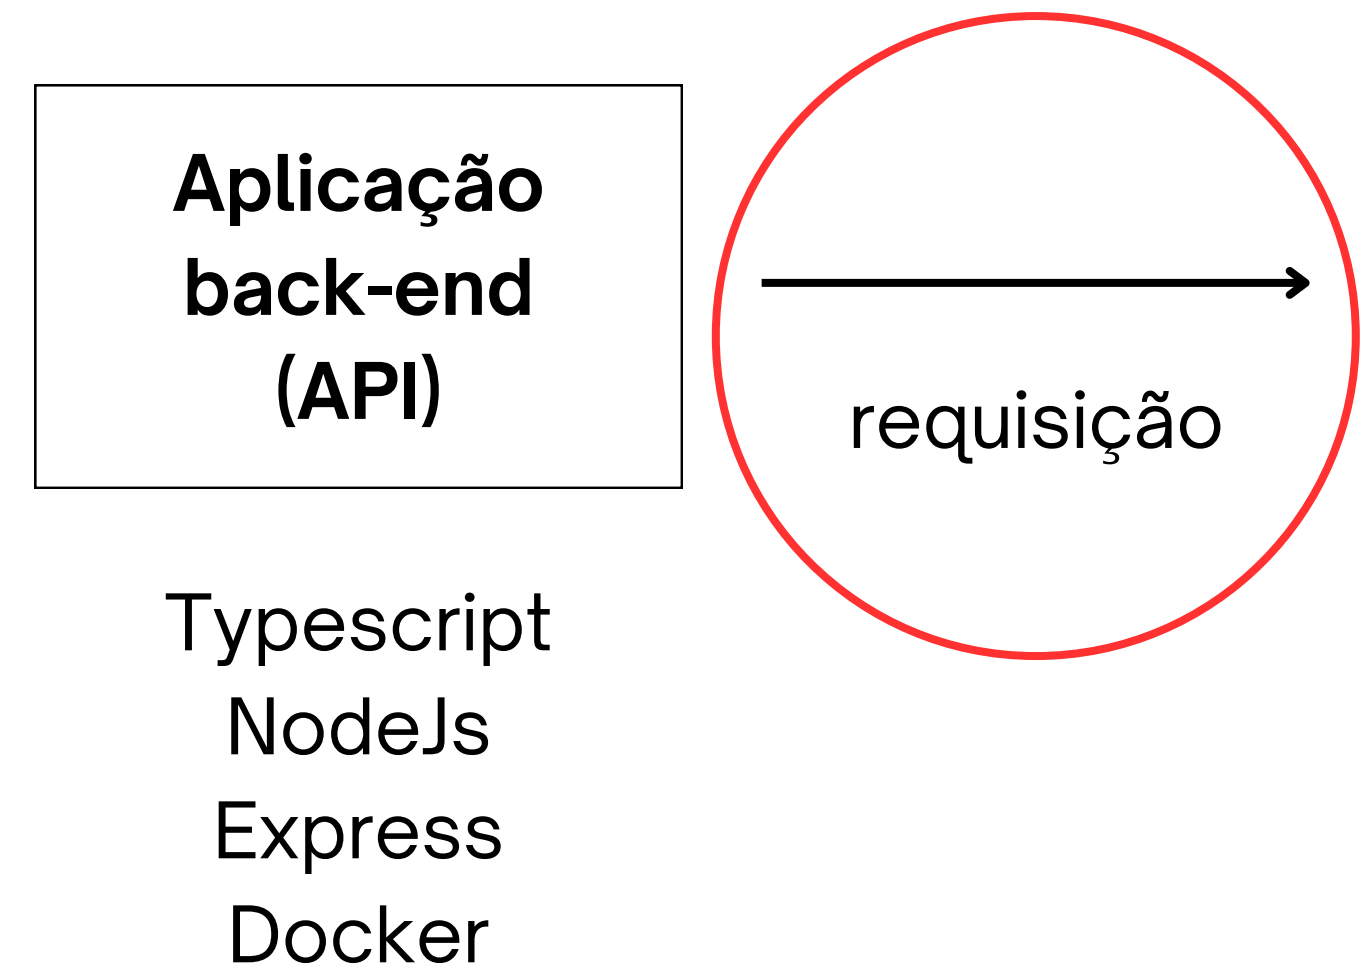 Aplicação
back-end
(API)
requisição
Typescript
NodeJs
Express
Docker